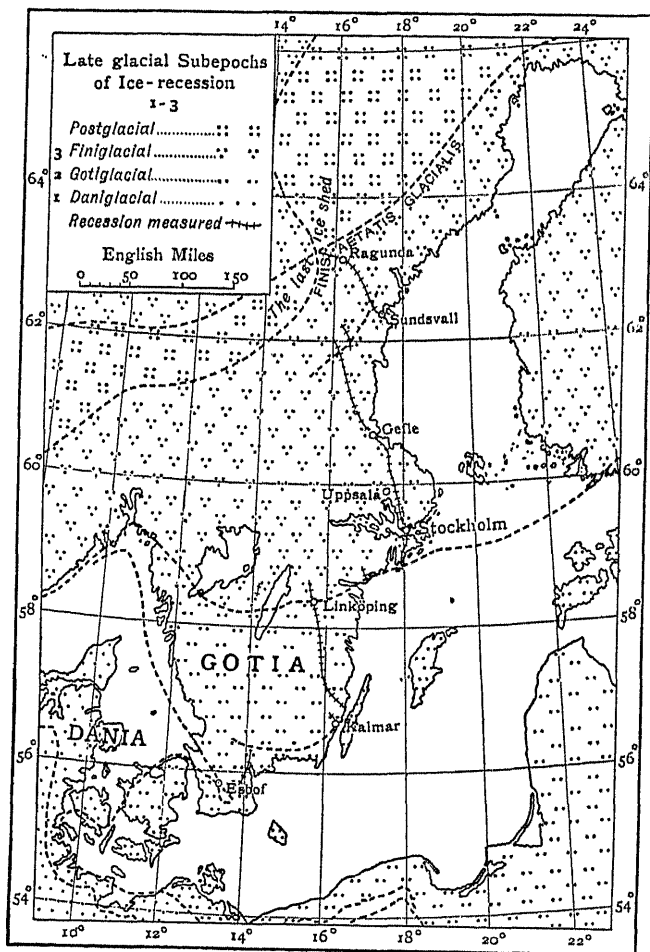 14° 16° 18° 20° 22° 24°
Late glacial Subepochs
of Ice-recession
1-3
Postglacial
3 Finiglacial
2 Gotiglacial
1 Daniglacial
Recession measured
English Miles
0 50 100 150
64° 64°
The last ice shed
FINIS AETATIS GLACIALIS
Ragunda
Sundsvall
62° 62°
Gefle
60° 60°
Uppsala
Stockholm
58° 58°
Linköping
GOTIA
Kalmar
DANIA
56° 56°
Eslöf
54° 54°
10° 12° 14° 16° 18° 20° 22°